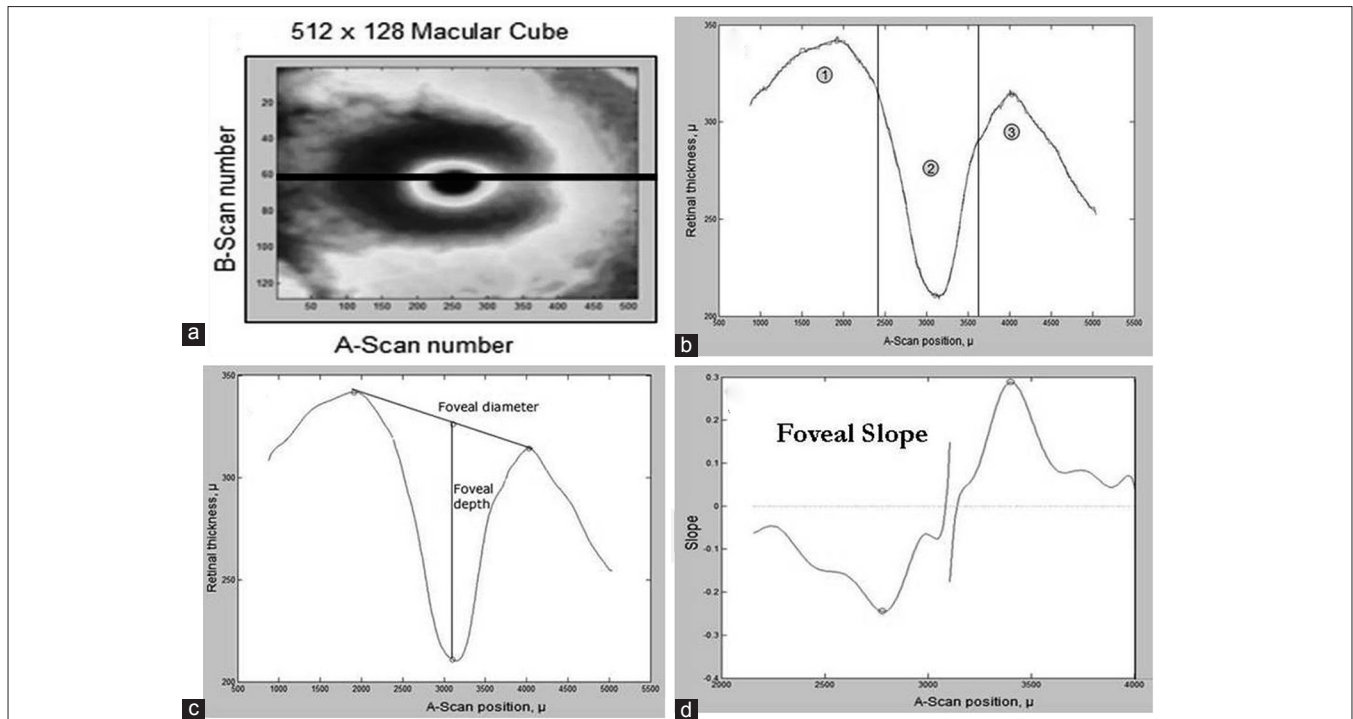 512 x 128 Macular Cube
B-Scan number
20
40
60
80
100
120
50 100 150 200 250 300 350 400 450 500
A-Scan number
a
350
300
250
200
Retinal thickness, μ
1
2
3
500 1000 1500 2000 2500 3000 3500 4000 4500 5000 5500
A-Scan position, μ
b
350
300
250
200
Retinal thickness, μ
Foveal diameter
Foveal
depth
500 1000 1500 2000 2500 3000 3500 4000 4500 5000 5500
A-Scan position, μ
c
0.3
0.2
0.1
0
-0.1
-0.2
-0.3
-0.4
Slope
Foveal Slope
2000 2500 3000 3500 4000
A-Scan position, μ
d